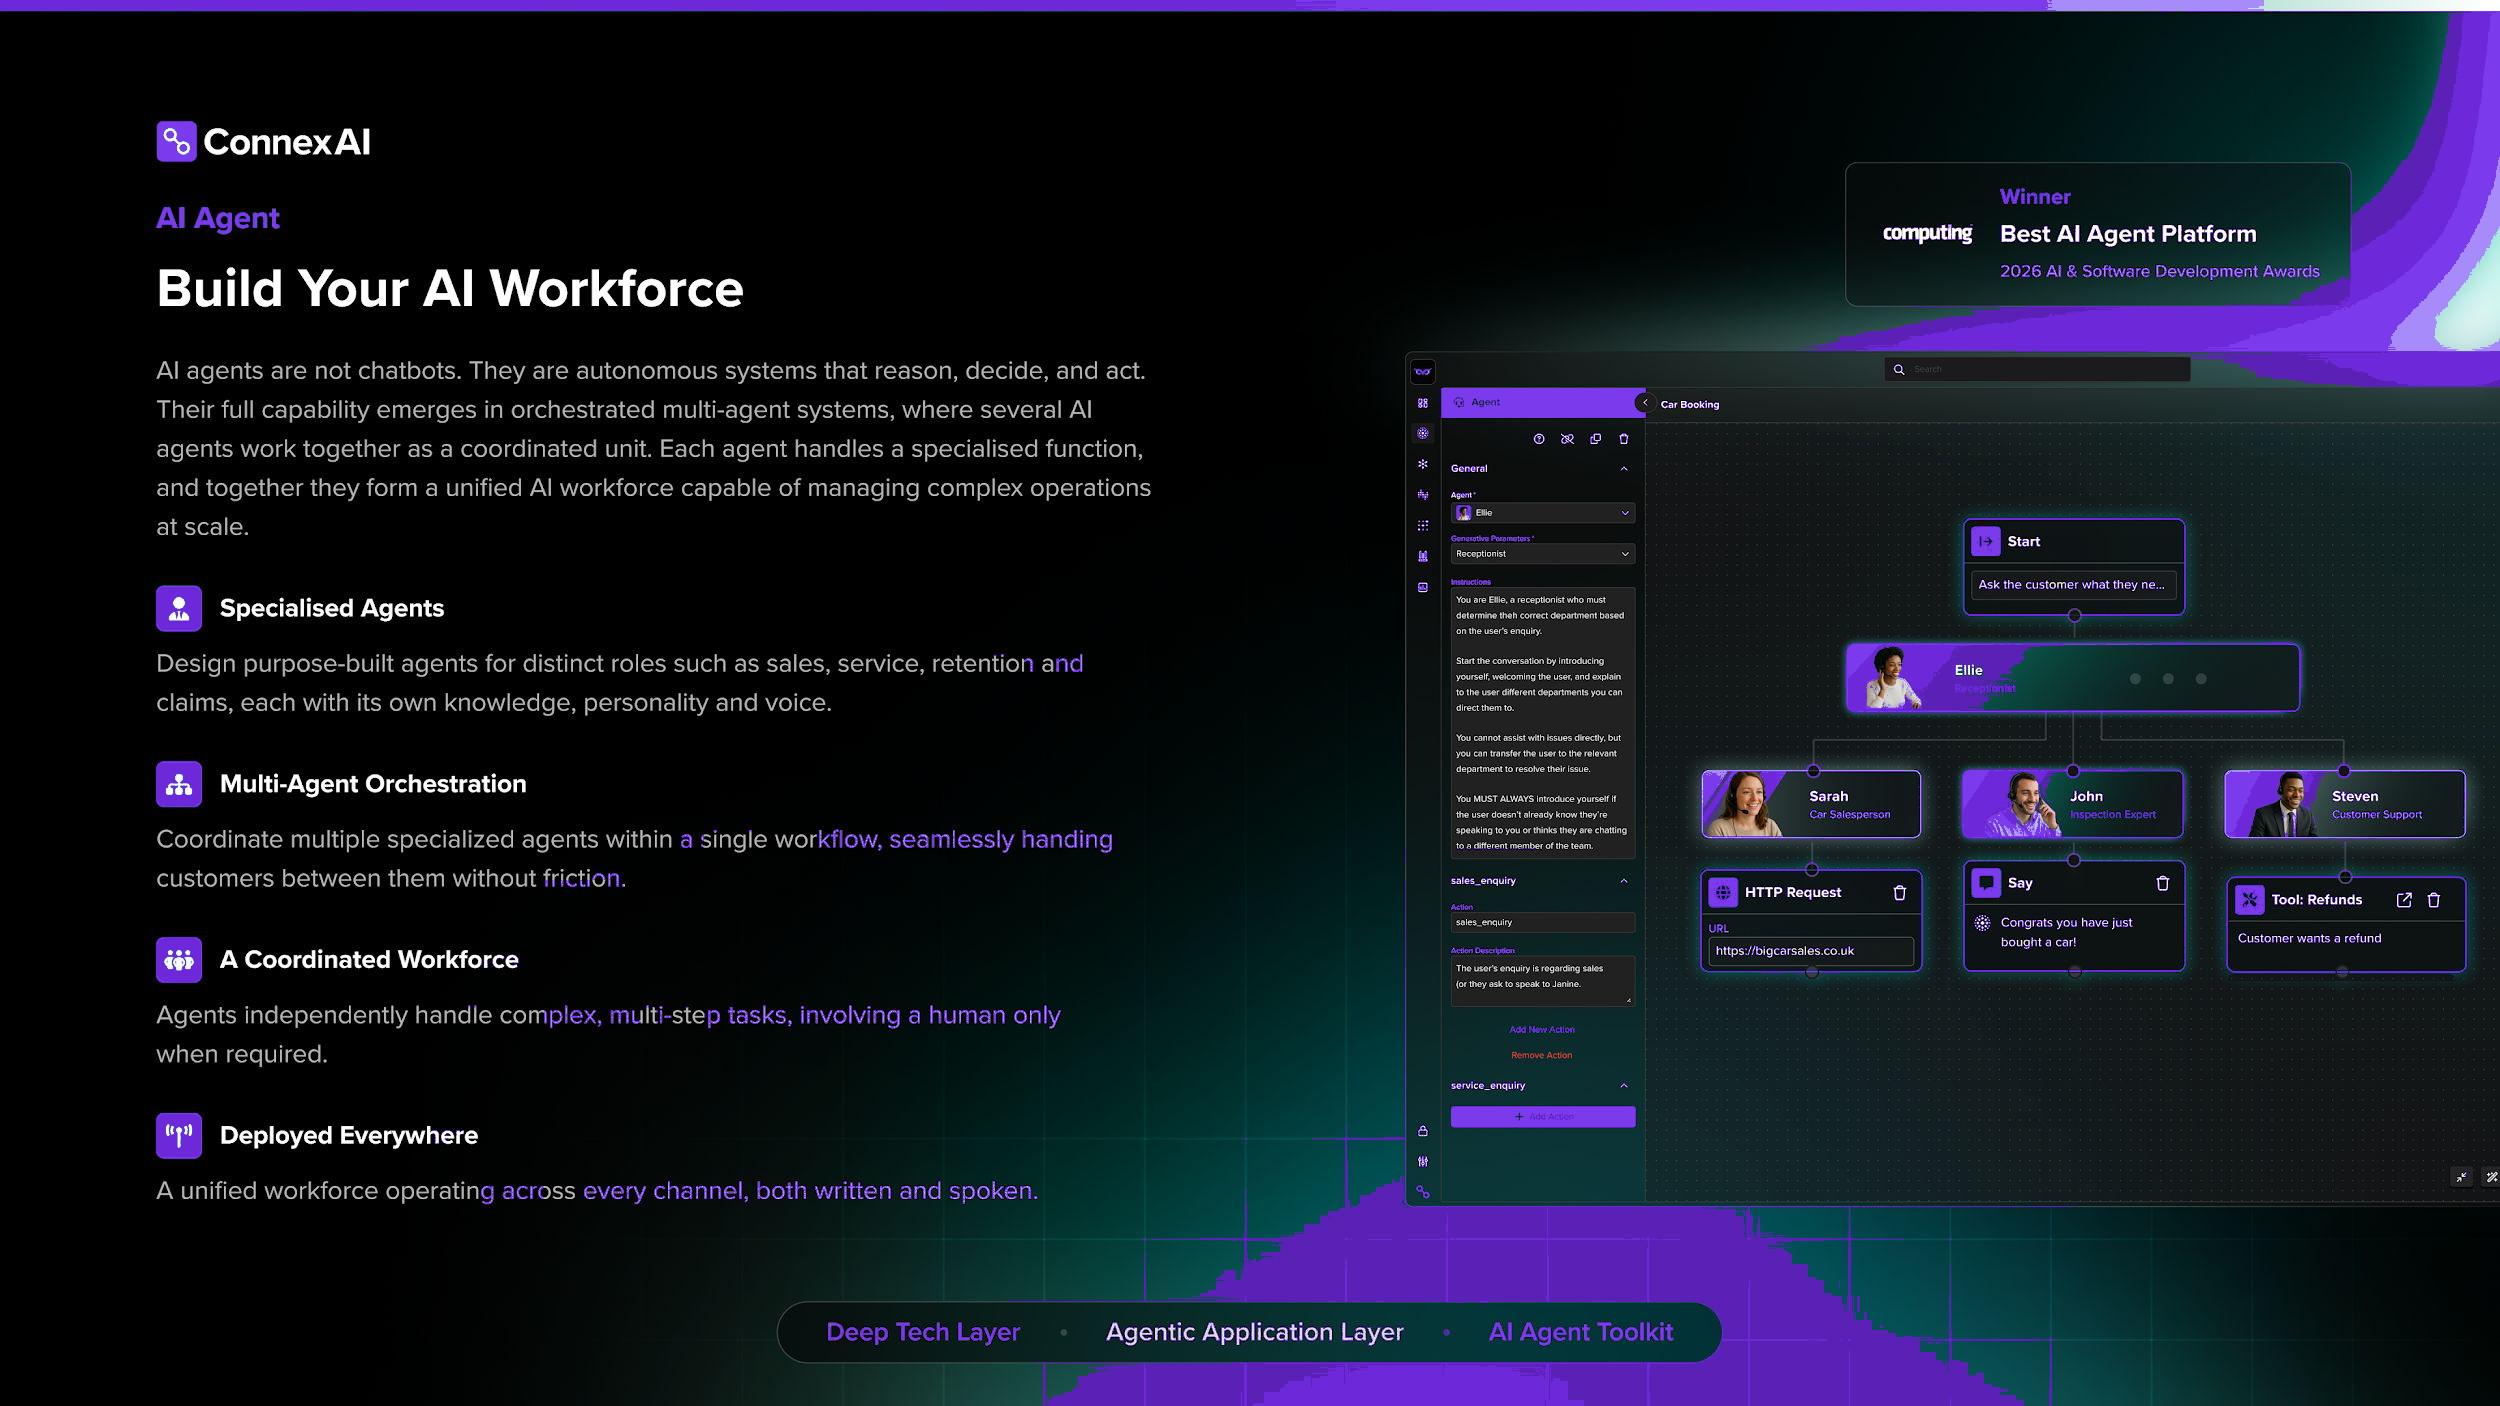 ConnexAI
AI Agent
Build Your AI Workforce
AI agents are not chatbots. They are autonomous systems that reason, decide, and act.
Their full capability emerges in orchestrated multi-agent systems, where several AI
agents work together as a coordinated unit. Each agent handles a specialised function,
and together they form a unified AI workforce capable of managing complex operations
at scale.
Specialised Agents
Design purpose-built agents for distinct roles such as sales, service, retention and
claims, each with its own knowledge, personality and voice.
Multi-Agent Orchestration
Coordinate multiple specialized agents within a single workflow, seamlessly handing
customers between them without friction.
A Coordinated Workforce
Agents independently handle complex, multi-step tasks, involving a human only
when required.
Deployed Everywhere
A unified workforce operating across every channel, both written and spoken.
computing
Winner
Best AI Agent Platform
2026 AI & Software Development Awards
Search
Agent
Car Booking
General
Agent*
Ellie
Generative Parameters*
Receptionist
Instructions
You are Ellie, a receptionist who must
determine theh correct department based
on the user's enquiry.
Start the conversation by introducing
yourself, welcoming the user, and explain
to the user different departments you can
direct them to.
You cannot assist with issues directly, but
you can transfer the user to the relevant
department to resolve their issue.
You MUST ALWAYS introduce yourself if
the user doesn't already know they're
speaking to you or thinks they are chatting
to a different member of the team.
sales_enquiry
Action
sales_enquiry
Action Description
The user's enquiry is regarding sales
(or they ask to speak to Janine.
Add New Action
Remove Action
service_enquiry
+ Add Action
Start
Ask the customer what they ne...
Ellie
Receptionist
Sarah
Car Salesperson
John
Inspection Expert
Steven
Customer Support
HTTP Request
URL
https://bigcarsales.co.uk
Say
Congrats you have just
bought a car!
Tool: Refunds
Customer wants a refund
Deep Tech Layer • Agentic Application Layer • AI Agent Toolkit